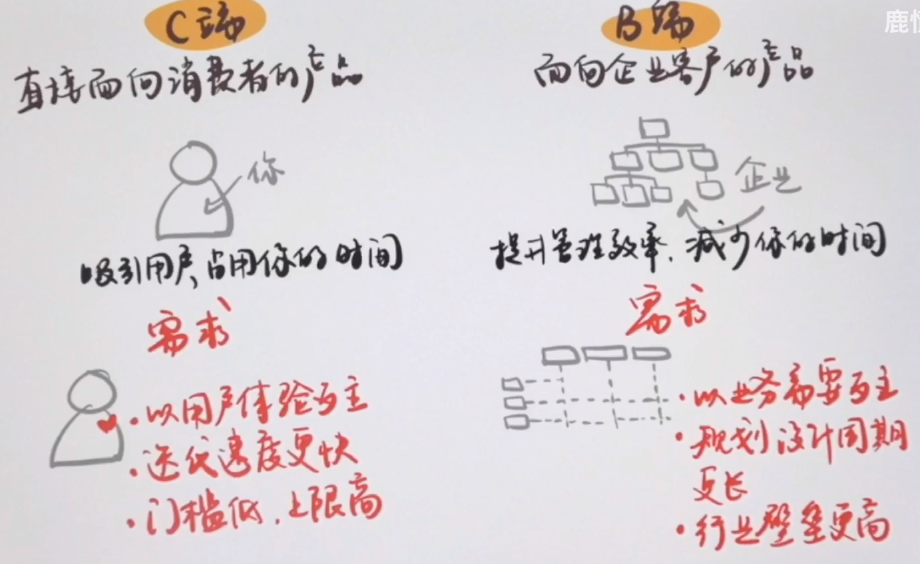 C端
直接面向消费者的产品
你
吸引用户,占用你的时间
需求
·以用户体验为主
·迭代速度更快
·门槛低,上限高
B端
面向企业客户的产品
企业
提升管理效率,减少你的时间
需求
·以业务需要为主
·规划设计周期
更长
·行业壁垒更高